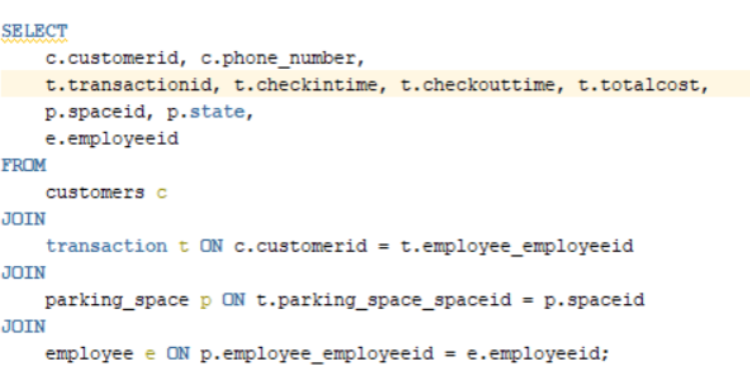 SELECT
c.customerid, c.phone_number,
t.transactionid, t.checkintime, t.checkouttime, t.totalcost,
p.spaceid, p.state,
e.employeeid
FROM
customers c
JOIN
transaction t ON c.customerid = t.employee_employeeid
JOIN
parking_space p ON t.parking_space_spaceid = p.spaceid
JOIN
employee e ON p.employee_employeeid = e.employeeid;